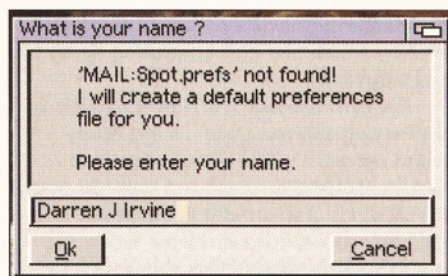 What is your name ?
'MAIL:Spot.prefs' not found!
I will create a default preferences
file for you.
Please enter your name.
Darren J Irvine
Ok
Cancel